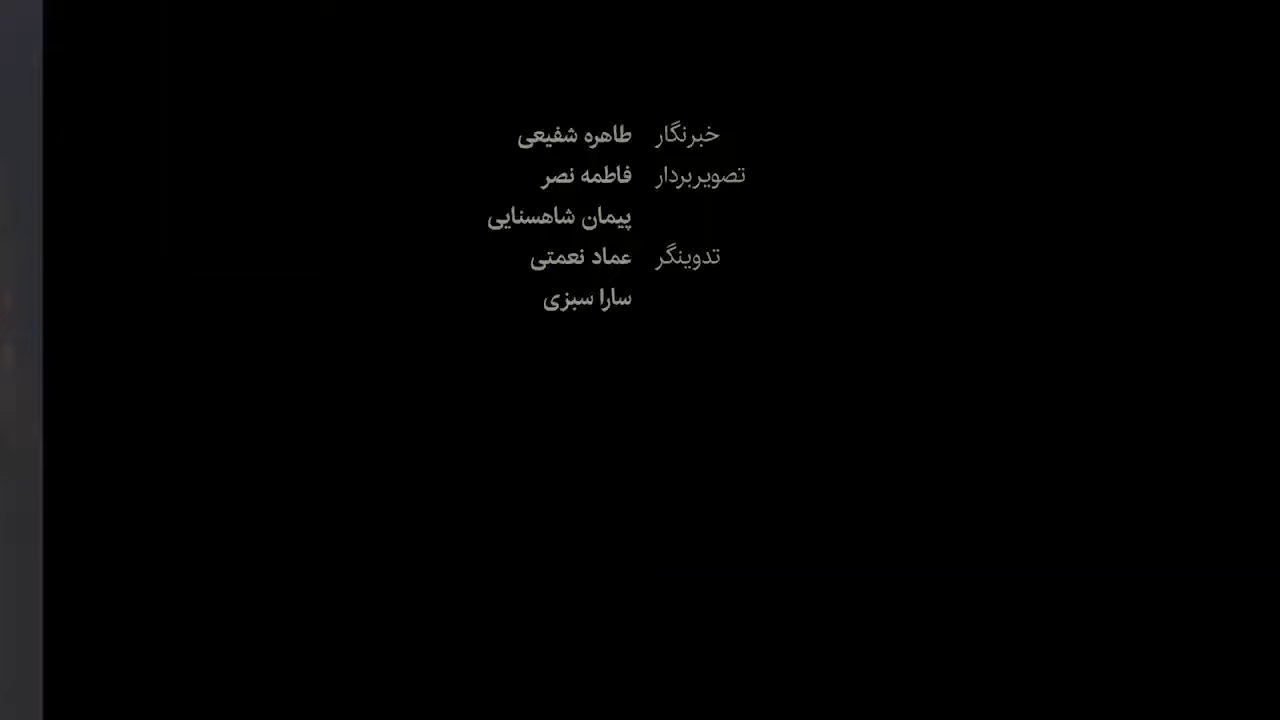 خبرنگار طاهره شفیعی
تصویربردار فاطمه نصر
پیمان شاهسنایی
تدوینگر عماد نعمتی
سارا سبزی